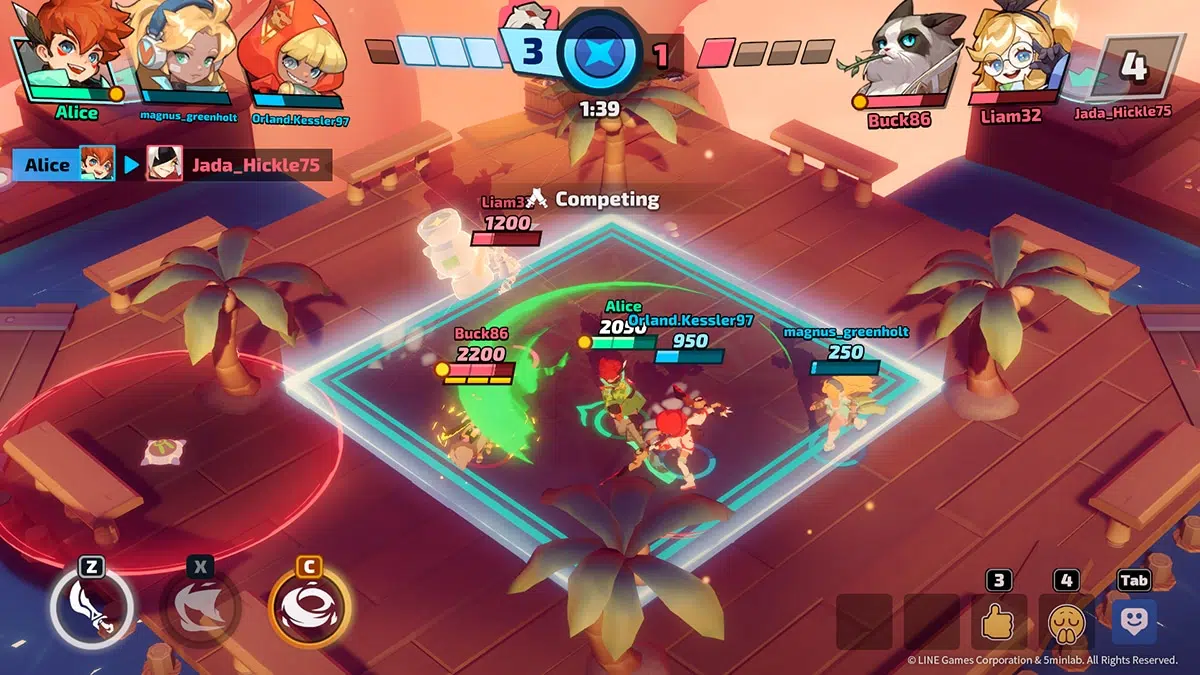 3
1
4
1:39
Alice
magnus_greenholt
Orland.Kessler97
Buck86
Liam32
Jada_Hickle75
Alice
Jada_Hickle75
Competing
Liam32
1200
Alice
2050
Orland.Kessler97
950
magnus_greenholt
250
Buck86
2200
Z
X
C
3
4
Tab
© LINE Games Corporation & 5minlab. All Rights Reserved.